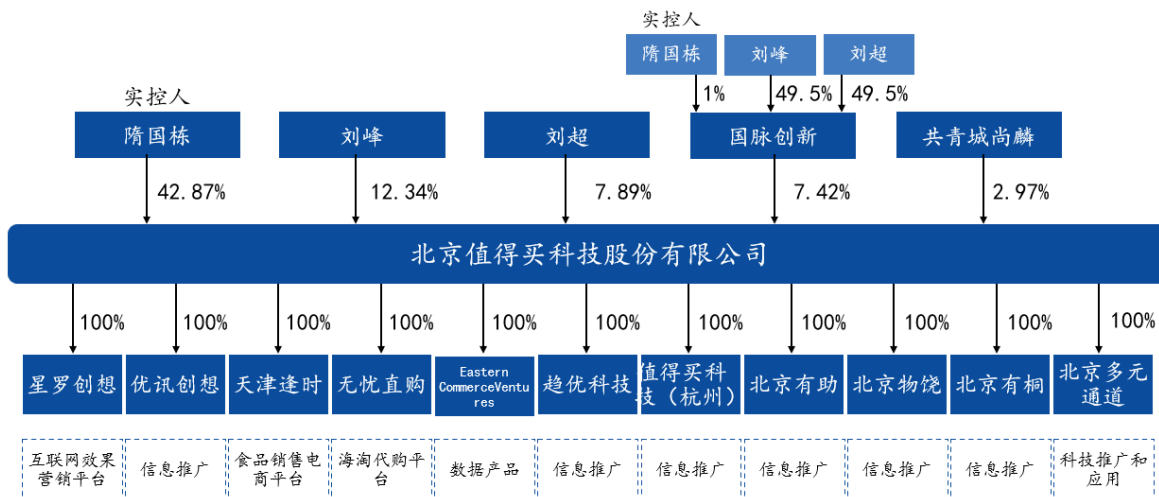 实控人
隋国栋
刘峰
刘超
1%
49.5%
49.5%
实控人
隋国栋
刘峰
刘超
国脉创新
共青城尚麟
42.87%
12.34%
7.89%
7.42%
2.97%
北京值得买科技股份有限公司
100%
100%
100%
100%
100%
100%
100%
100%
100%
100%
100%
星罗创想
优讯创想
天津逢时
无忧直购
Eastern
CommerceVentu
res
趋优科技
值得买科
技（杭州）
北京有助
北京物饶
北京有桐
北京多元
通道
互联网效果
营销平台
信息推广
食品销售电
商平台
海淘代购平
台
数据产品
信息推广
信息推广
信息推广
信息推广
信息推广
科技推广和
应用